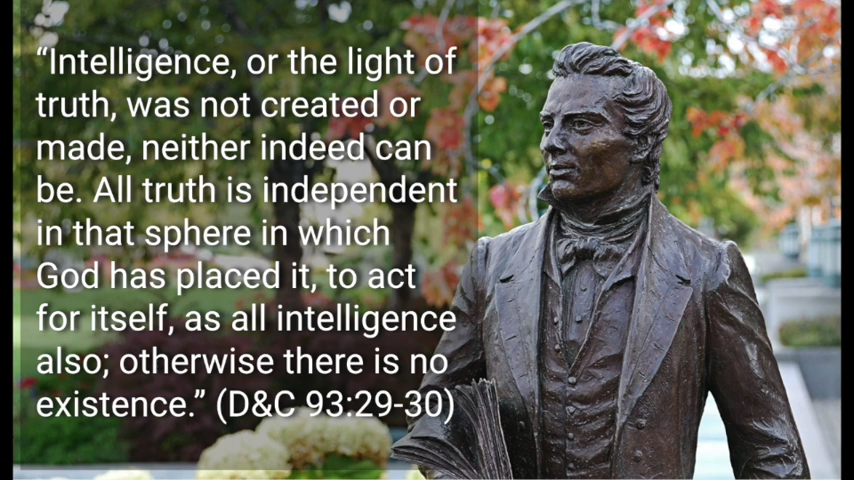 “Intelligence, or the light of
truth, was not created or
made, neither indeed can
be. All truth is independent
in that sphere in which
God has placed it, to act
for itself, as all intelligence
also; otherwise there is no
existence.” (D&C 93:29-30)